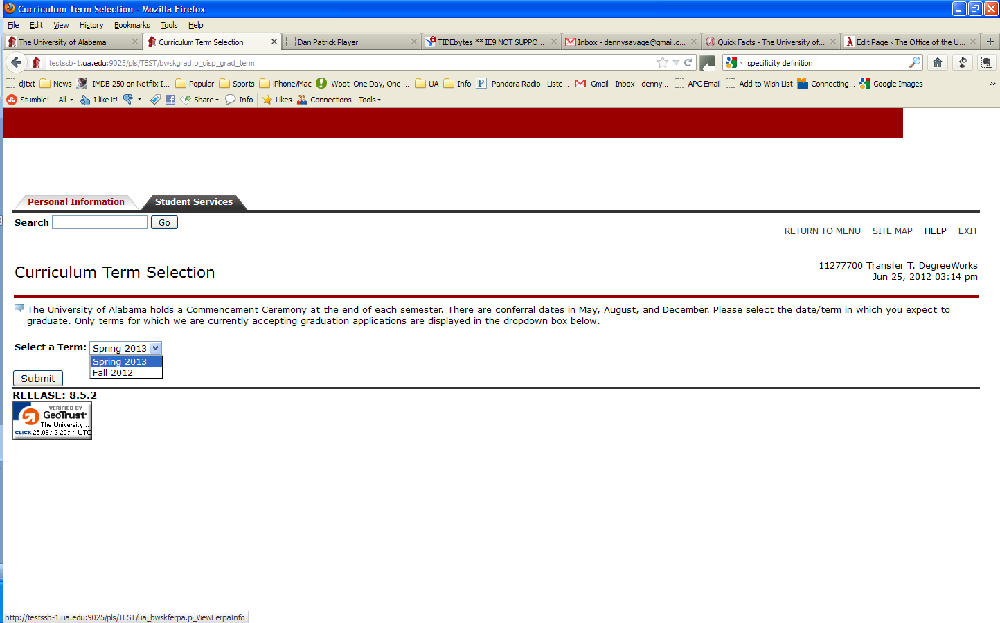 Curriculum Term Selection - Mozilla Firefox
File Edit View History Bookmarks Tools Help
The University of Alabama
Curriculum Term Selection
Dan Patrick Player
TIDEbytes ** IE9 NOT SUPPO...
Inbox - dennysavage@gmail.c...
Quick Facts - The University of...
Edit Page ‹ The Office of the U...
testssb-1.ua.edu:9025/pls/TEST/bwskgrad.p_disp_grad_term
specificity definition
djtxt News IMDB 250 on Netflix I... Popular Sports iPhone/Mac Woot One Day, One ... UA Info Pandora Radio - Liste... Gmail - Inbox - denny... APC Email Add to Wish List Connecting... Google Images »
Stumble! All I like it! Share Info Likes Connections Tools
Personal Information Student Services
Search Go
RETURN TO MENU SITE MAP HELP EXIT
Curriculum Term Selection
11277700 Transfer T. DegreeWorks
Jun 25, 2012 03:14 pm
The University of Alabama holds a Commencement Ceremony at the end of each semester. There are conferral dates in May, August, and December. Please select the date/term in which you expect to
graduate. Only terms for which we are currently accepting graduation applications are displayed in the dropdown box below.
Select a Term: Spring 2013
Spring 2013
Fall 2012
Submit
RELEASE: 8.5.2
VERIFIED BY
GeoTrust
The University...
CLICK 25.06.12 20:14 UTC
http://testssb-1.ua.edu:9025/pls/TEST/ua_bwskferpa.p_ViewFerpaInfo